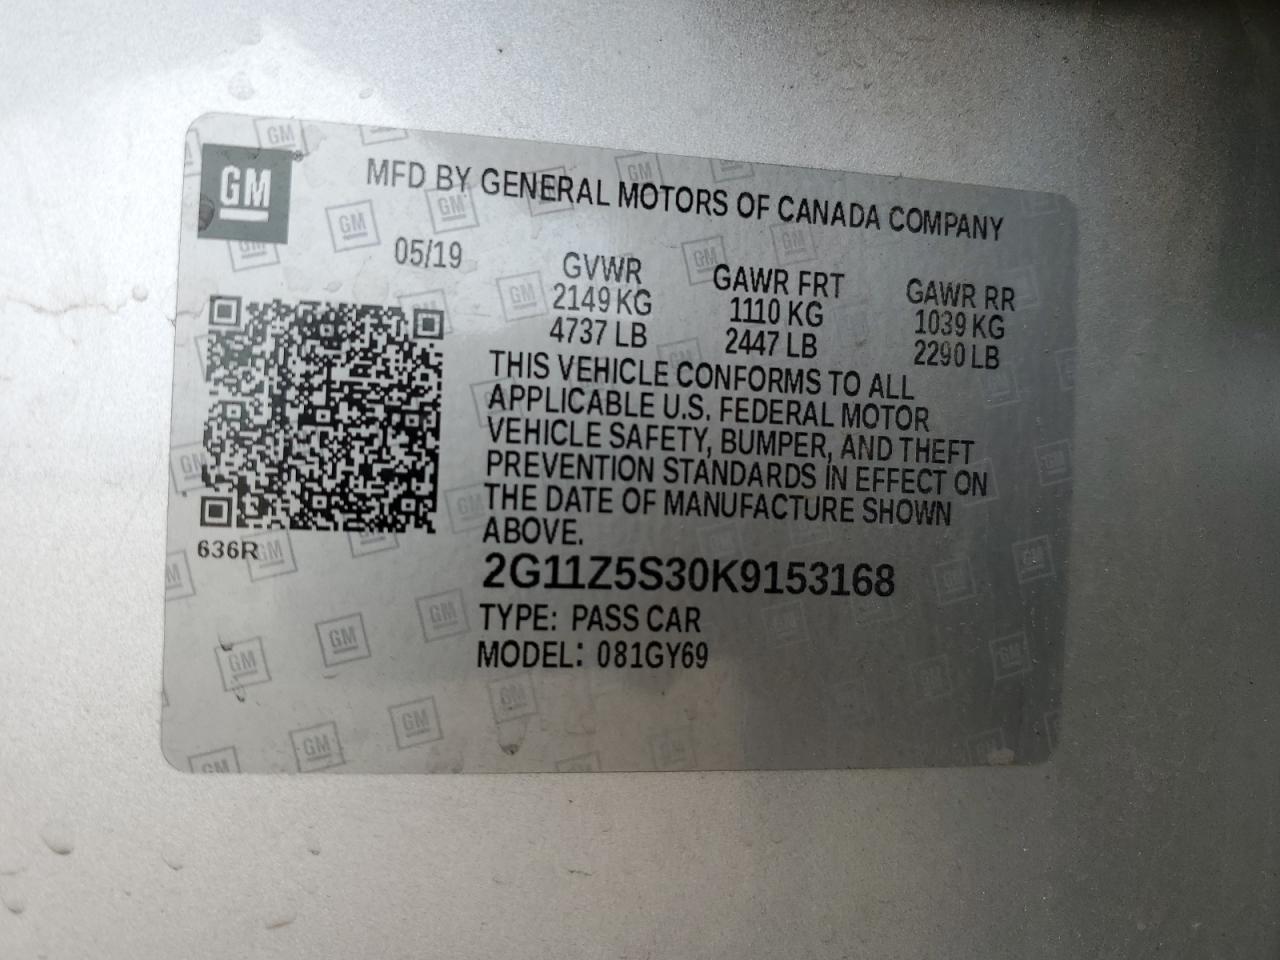 GM
MFD BY GENERAL MOTORS OF CANADA COMPANY
05/19
GVWR
2149 KG
4737 LB
GAWR FRT
1110 KG
2447 LB
GAWR RR
1039 KG
2290 LB
THIS VEHICLE CONFORMS TO ALL
APPLICABLE U.S. FEDERAL MOTOR
VEHICLE SAFETY, BUMPER, AND THEFT
PREVENTION STANDARDS IN EFFECT ON
THE DATE OF MANUFACTURE SHOWN
ABOVE.
636R
2G11Z5S30K9153168
TYPE: PASS CAR
MODEL: 081GY69